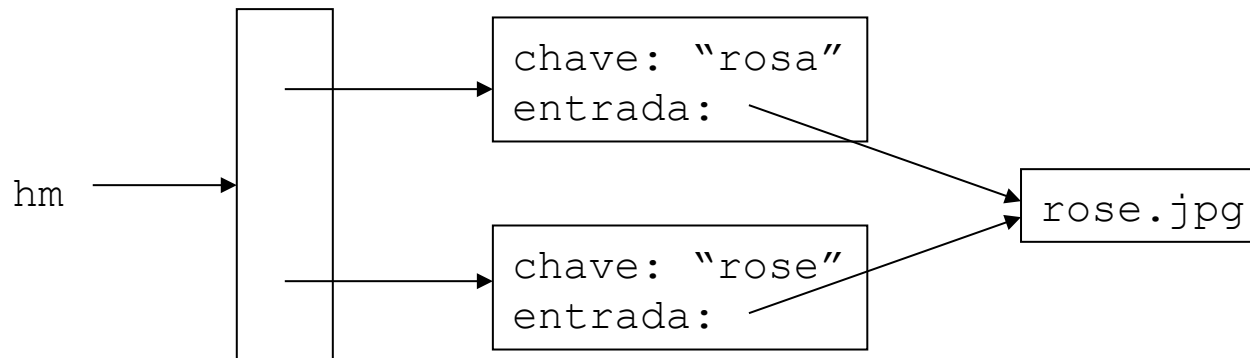 chave: “rosa”
entrada:
hm
rose.jpg
chave: “rose”
entrada: